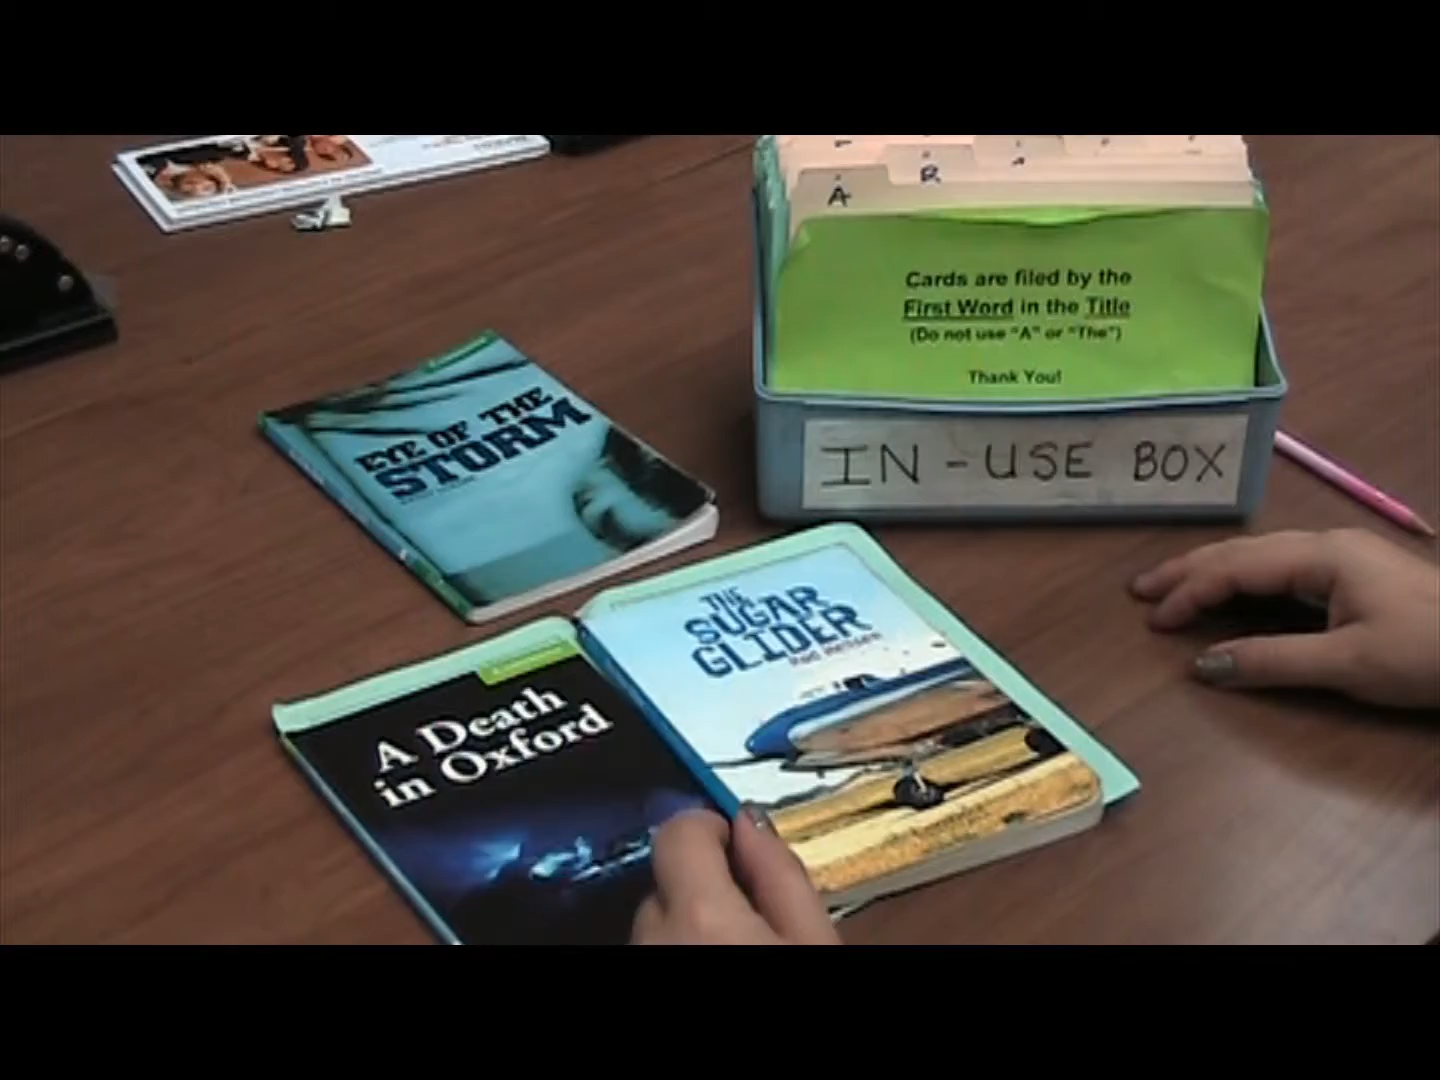 A
B
Cards are filed by the
First Word in the Title
(Do not use "A" or "The")
Thank You!
IN-USE BOX
EYE OF THE
STORM
THE
SUGAR
GLIDER
A Death
in Oxford